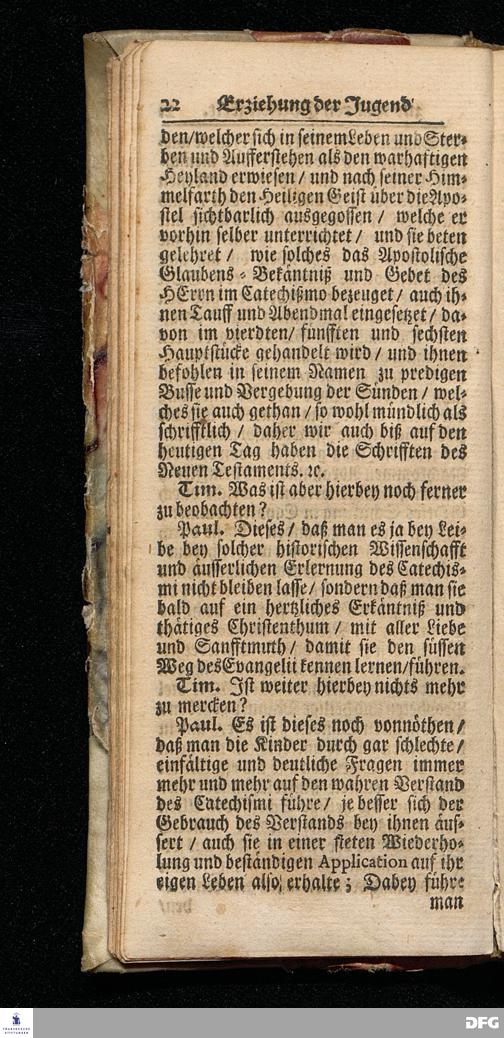 22 Erziehung der Jugend
den/welcher sich in seinem Leben und Ster⸗
ben und Aufferstehen als den warhafftigen
Heyland erwiesen / und nach seiner Him⸗
melfarth den Heiligen Geist über die Apo⸗
stel sichtbarlich ausgegossen / welche er
vorhin selber unterrichtet / und sie beten
gelehret / wie solches das Apostolische
Glaubens⸗Bekäntniß und Gebet des
HErrn im Catechißmo bezeuget / auch ih⸗
nen Tauff und Abendmal eingesetzet / da⸗
von im vierdten / fünfften und sechsten
Hauptstücke gehandelt wird / und ihnen
befohlen in seinem Namen zu predigen
Busse und Vergebung der Sünden / wel⸗
ches sie auch gethan / so wohl mündlich als
schrifftlich / daher wir auch biß auf den
heutigen Tag haben die Schrifften des
Neuen Testaments. ꝛc.
Tim. Was ist aber hierbey noch ferner
zu beobachten?
Paul. Dieses / daß man es ja bey Lei⸗
be bey solcher historischen Wissenschafft
und äusserlichen Erlernung des Catechis⸗
mi nicht bleiben lasse / sondern daß man sie
bald auf ein hertzliches Erkäntniß und
thätiges Christenthum / mit aller Liebe
und Sanfftmuth / damit sie den süssen
Weg des Evangelii kennen lernen / führen.
Tim. Ist weiter hierbey nichts mehr
zu mercken?
Paul. Es ist dieses noch vonnöthen /
daß man die Kinder durch gar schlechte /
einfältige und deutliche Fragen immer
mehr und mehr auf den wahren Verstand
des Catechismi führe / je besser sich der
Gebrauch des Verstands bey ihnen äus⸗
sert / auch sie in einer steten Wiederho⸗
lung und beständigen Application auf ihr
eigen Leben also erhalte; Dabey führe
man
FRANCKESCHE
STIFTUNGEN
DFG